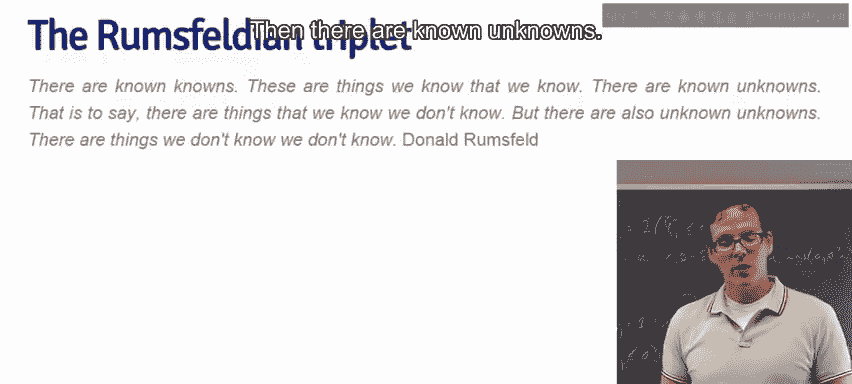 The Rumsfeldian triplet
Then there are known unknowns.
There are known knowns. These are things we know that we know. There are known unknowns.
That is to say, there are things that we know we don't know. But there are also unknown unknowns.
There are things we don't know we don't know. Donald Rumsfeld